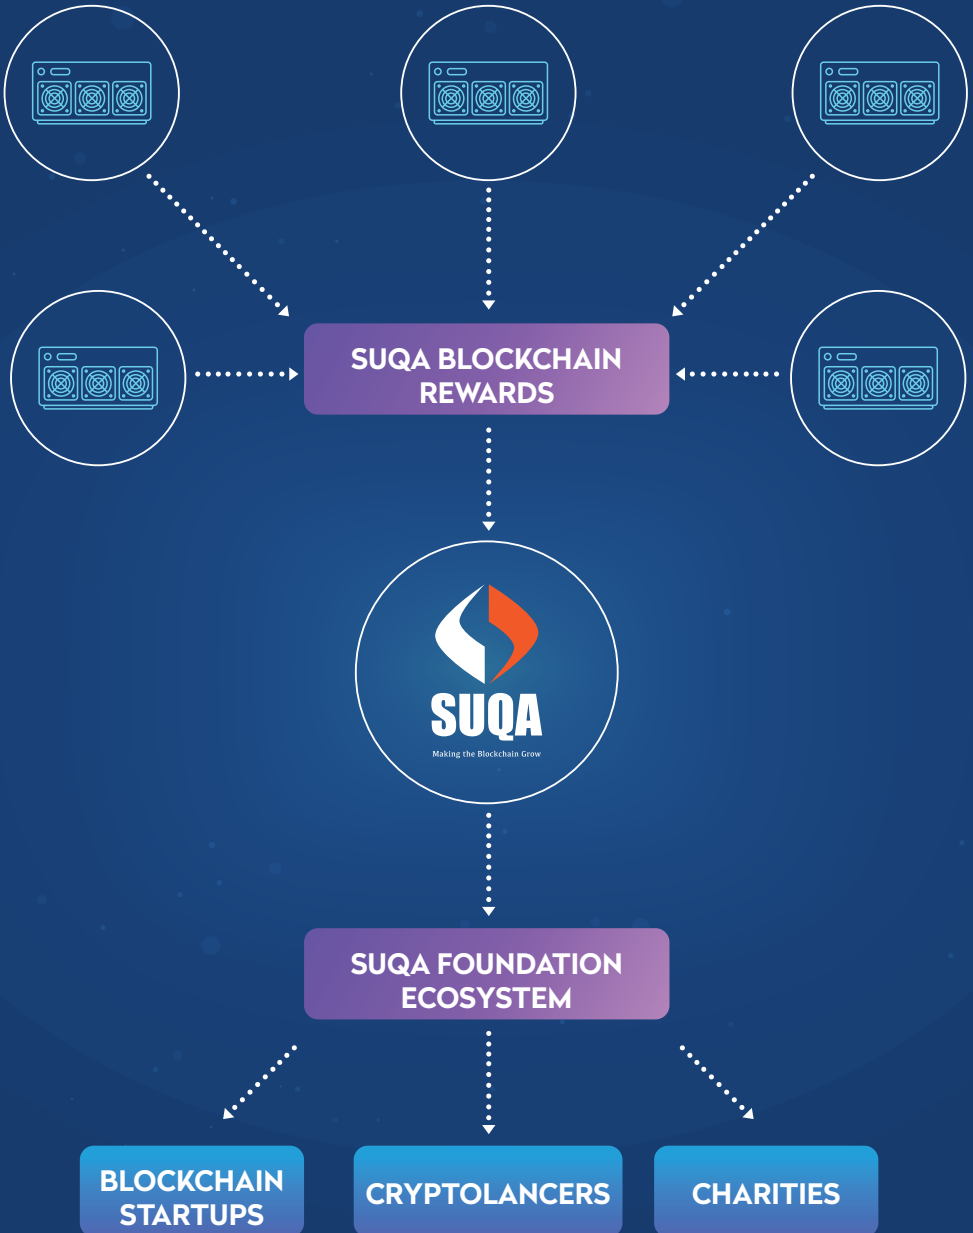 SUQA BLOCKCHAIN
REWARDS
SUQA
Making the Blockchain Grow
SUQA FOUNDATION
ECOSYSTEM
BLOCKCHAIN
STARTUPS
CRYPTOLANCERS
CHARITIES